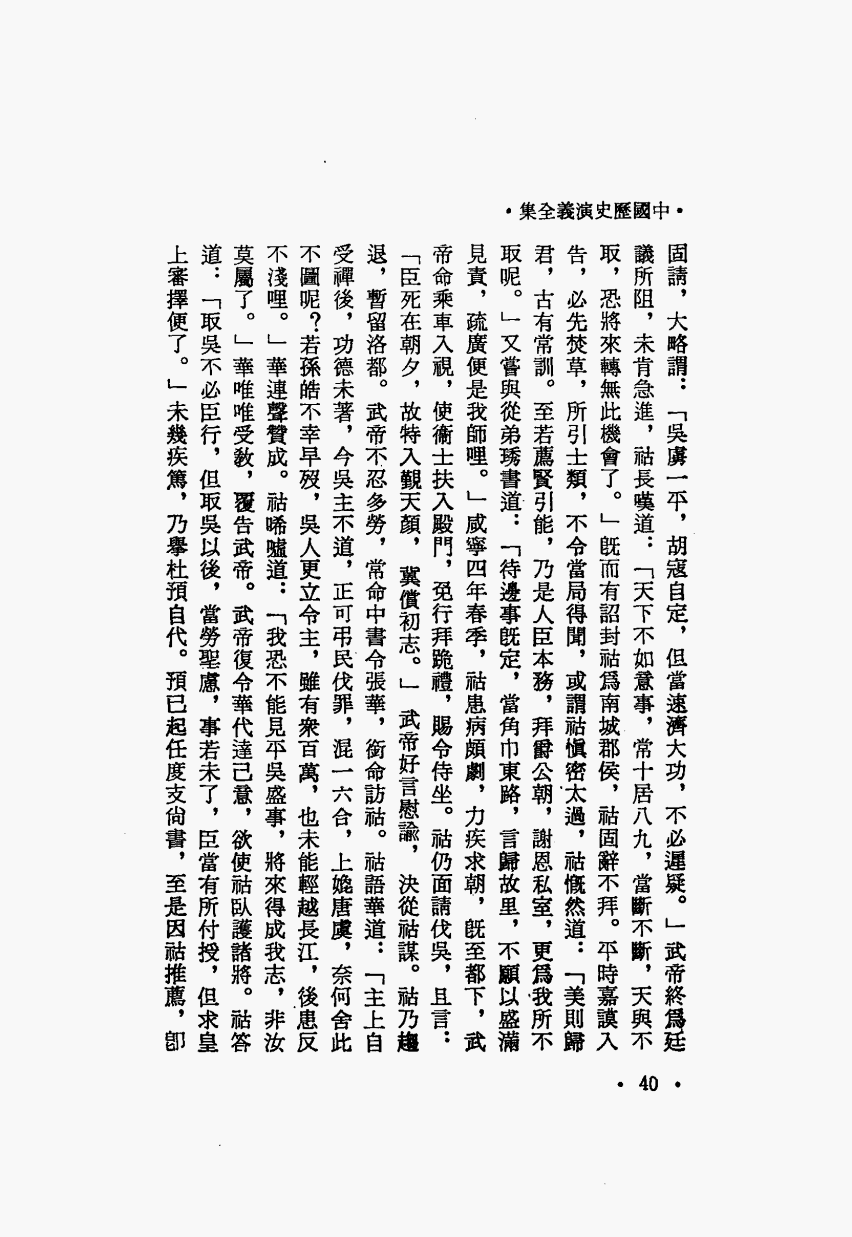 •中國歷史演義全集•
固請，大略謂：「吳虜一平，胡寇自定，但當速濟大功，不必遲疑。」武帝終爲廷
議所阻，未肯急進，祜長嘆道：「天下不如意事，常十居八九，當斷不斷，天與不
取，恐將來轉無此機會了。」旣而有詔封祜爲南城郡侯，祜固辭不拜。平時嘉謨入
告，必先焚草，所引士類，不令當局得聞，或謂祜愼密太過，祜慨然道：「美則歸
君，古有常訓。至若薦賢引能，乃是人臣本務，拜爵公朝，謝恩私室，更爲我所不
取呢。」又嘗與從弟琇書道：「待邊事旣定，當角巾東路，言歸故里，不願以盛滿
見責，疏廣便是我師哩。」咸寧四年春季，祜患病頗劇，力疾求朝，旣至都下，武
帝命乘車入視，使衞士扶入殿門，免行拜跪禮，賜令侍坐。祜仍面請伐吳，且言：
「臣死在朝夕，故特入覲天顏，冀償初志。」武帝好言慰諭，決從祜謀。祜乃趨
退，暫留洛都。武帝不忍多勞，常命中書令張華，銜命訪祜。祜語華道：「主上自
受禪後，功德未著，今吳主不道，正可弔民伐罪，混一六合，上媲唐虞，奈何舍此
不圖呢？若孫皓不幸早歿，吳人更立令主，雖有衆百萬，也未能輕越長江，後患反
不淺哩。」華連聲贊成。祜唏噓道：「我恐不能見平吳盛事，將來得成我志，非汝
莫屬了。」華唯唯受敎，覆告武帝。武帝復令華代達己意，欲使祜臥護諸將。祜答
道：「取吳不必臣行，但取吳以後，當勞聖慮，事若未了，臣當有所付授，但求皇
上審擇便了。」未幾疾篤，乃舉杜預自代。預已起任度支尙書，至是因祜推薦，卽
• 40 •